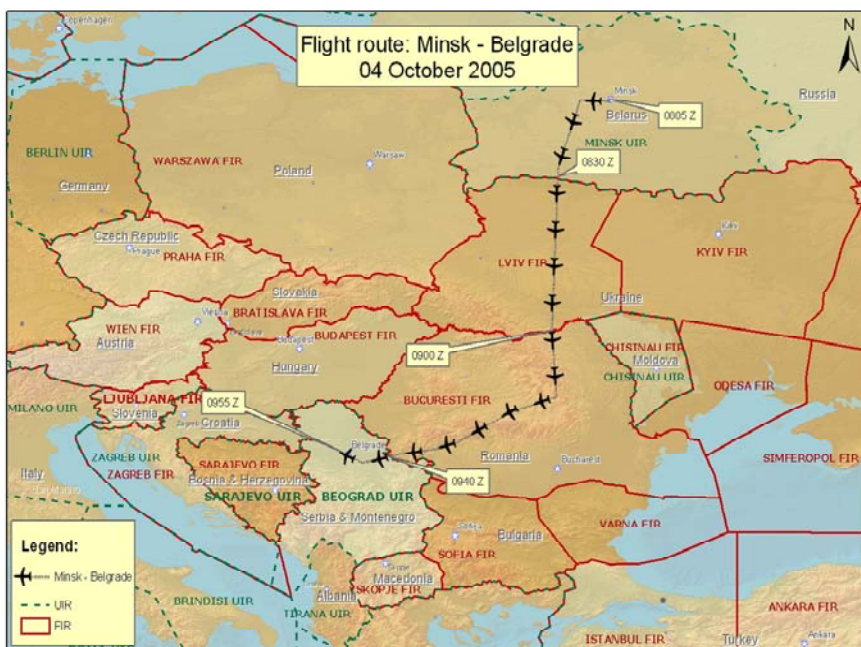 Flight route: Minsk - Belgrade
04 October 2005
N
Copenhagen
Russia
Minsk
Belarus
0005 Z
MINSK UIR
BERLIN UIR
WARSZAWA FIR
Warsaw
Poland
0830 Z
Germany
Czech Republic
Prague
PRAHA FIR
LVIV FIR
KYIV FIR
Slovakia
Ukraine
BRATISLAVA FIR
WIEN FIR
Vienna
Austria
BUDAPEST FIR
Budapest
Hungary
0900 Z
CHISINAU FIR
Moldova
CHISINAU UIR
ODESA FIR
LJUBLJANA FIR
0955 Z
BUCURESTI FIR
MILANO UIR
Slovenia
Zagreb
Croatia
Belgrade
Romania
Bucharest
SIMFEROPOL FIR
ZAGREB UIR
ZAGREB FIR
Italy
SARAJEVO FIR
Bosnia & Herzegovina
SARAJEVO UIR
BEOGRAD UIR
0940 Z
Serbia & Montenegro
Bulgaria
VARNA FIR
SOFIA FIR
Legend:
Minsk - Belgrade
UIR
FIR
Macedonia
SKOPJE FIR
Albania
TIRANA UIR
BRINDISI UIR
ISTANBUL FIR
Turkey
ANKARA FIR
Ankara